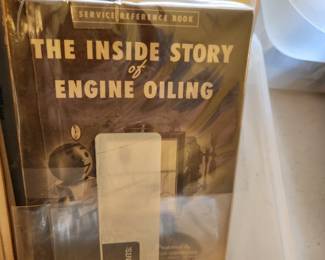 SERVICE REFERENCE BOOK
THE INSIDE STORY
of
ENGINE OILING